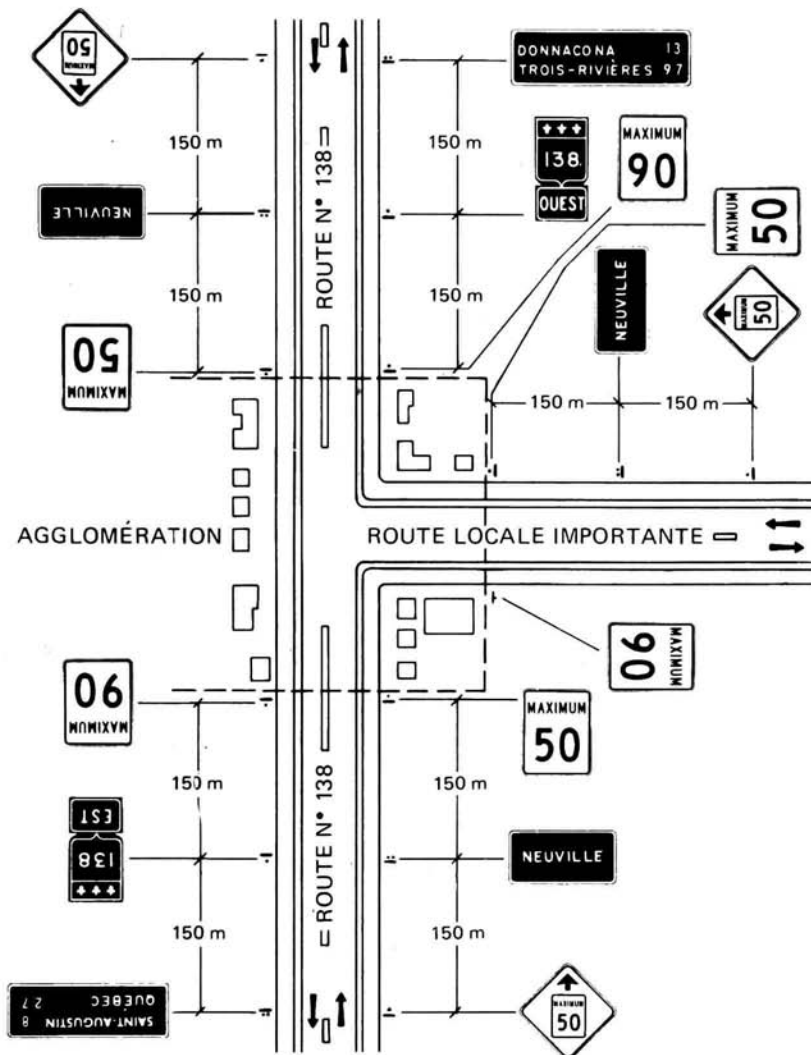 MAXIMUM
50
DONNACONA 13
TROIS-RIVIÈRES 97
150 m
150 m
138
OUEST
MAXIMUM
90
MAXIMUM
50
NEUVILLE
ROUTE N° 138
NEUVILLE
MAXIMUM
50
150 m
150 m
MAXIMUM
50
150 m
150 m
AGGLOMÉRATION
ROUTE LOCALE IMPORTANTE
MAXIMUM
90
MAXIMUM
90
MAXIMUM
50
150 m
150 m
ROUTE N° 138
138
EST
NEUVILLE
150 m
150 m
SAINT-AUGUSTIN 8
QUÉBEC 27
MAXIMUM
50